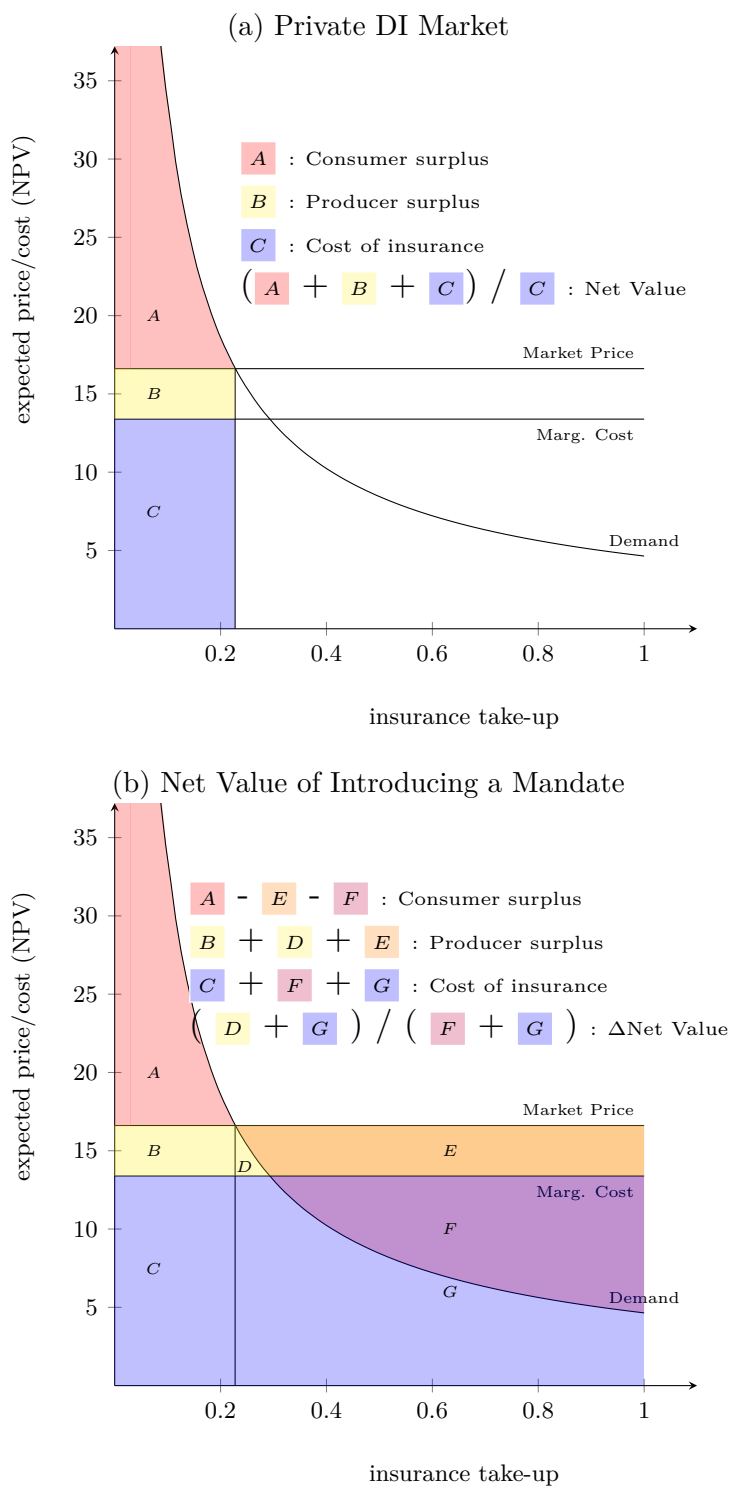 (a) Private DI Market
expected price/cost (NPV)
35
30
25
20
15
10
5
A
B
C
A : Consumer surplus
B : Producer surplus
C : Cost of insurance
(A + B + C) / C : Net Value
Market Price
Marg. Cost
Demand
0.2 0.4 0.6 0.8 1
insurance take-up
(b) Net Value of Introducing a Mandate
expected price/cost (NPV)
35
30
25
20
15
10
5
A - E - F : Consumer surplus
B + D + E : Producer surplus
C + F + G : Cost of insurance
( D + G ) / ( F + G ) : ΔNet Value
A
Market Price
B
D
E
Marg. Cost
C
F
G
Demand
0.2 0.4 0.6 0.8 1
insurance take-up